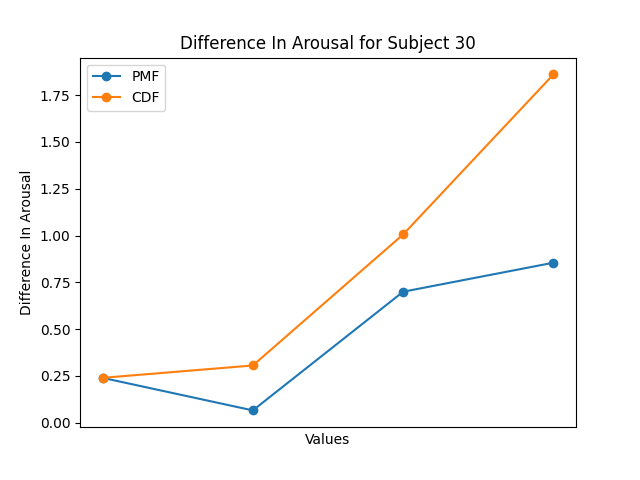 Difference In Arousal for Subject 30
PMF
CDF
1.75
1.50
1.25
1.00
0.75
0.50
0.25
0.00
Difference In Arousal
Values